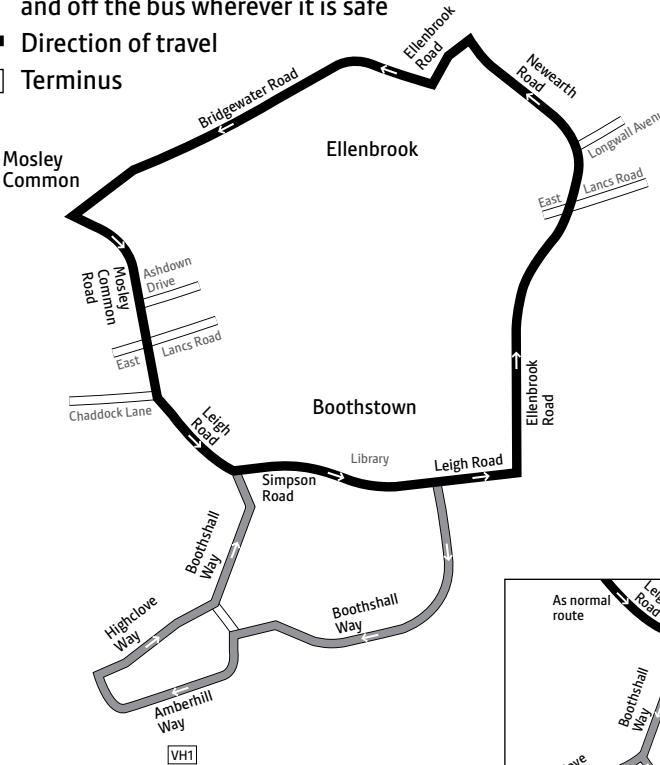 and off the bus wherever it is safe
Direction of travel
Terminus
Ellenbrook
Road
Newearth
Road
Bridgewater Road
Longwall
Ellenbrook
Mosley
Common
East Lancs Road
Mosley
Common
Road
Ashdown
Drive
East Lancs Road
Chaddock Lane
Leigh
Road
Boothstown
Ellenbrook
Road
Library
Leigh Road
Simpson
Road
Boothshall
Way
Highclove
Way
Boothshall
Way
Amberhill
Way
VH1
As normal
route
Road
Boothshall
Way